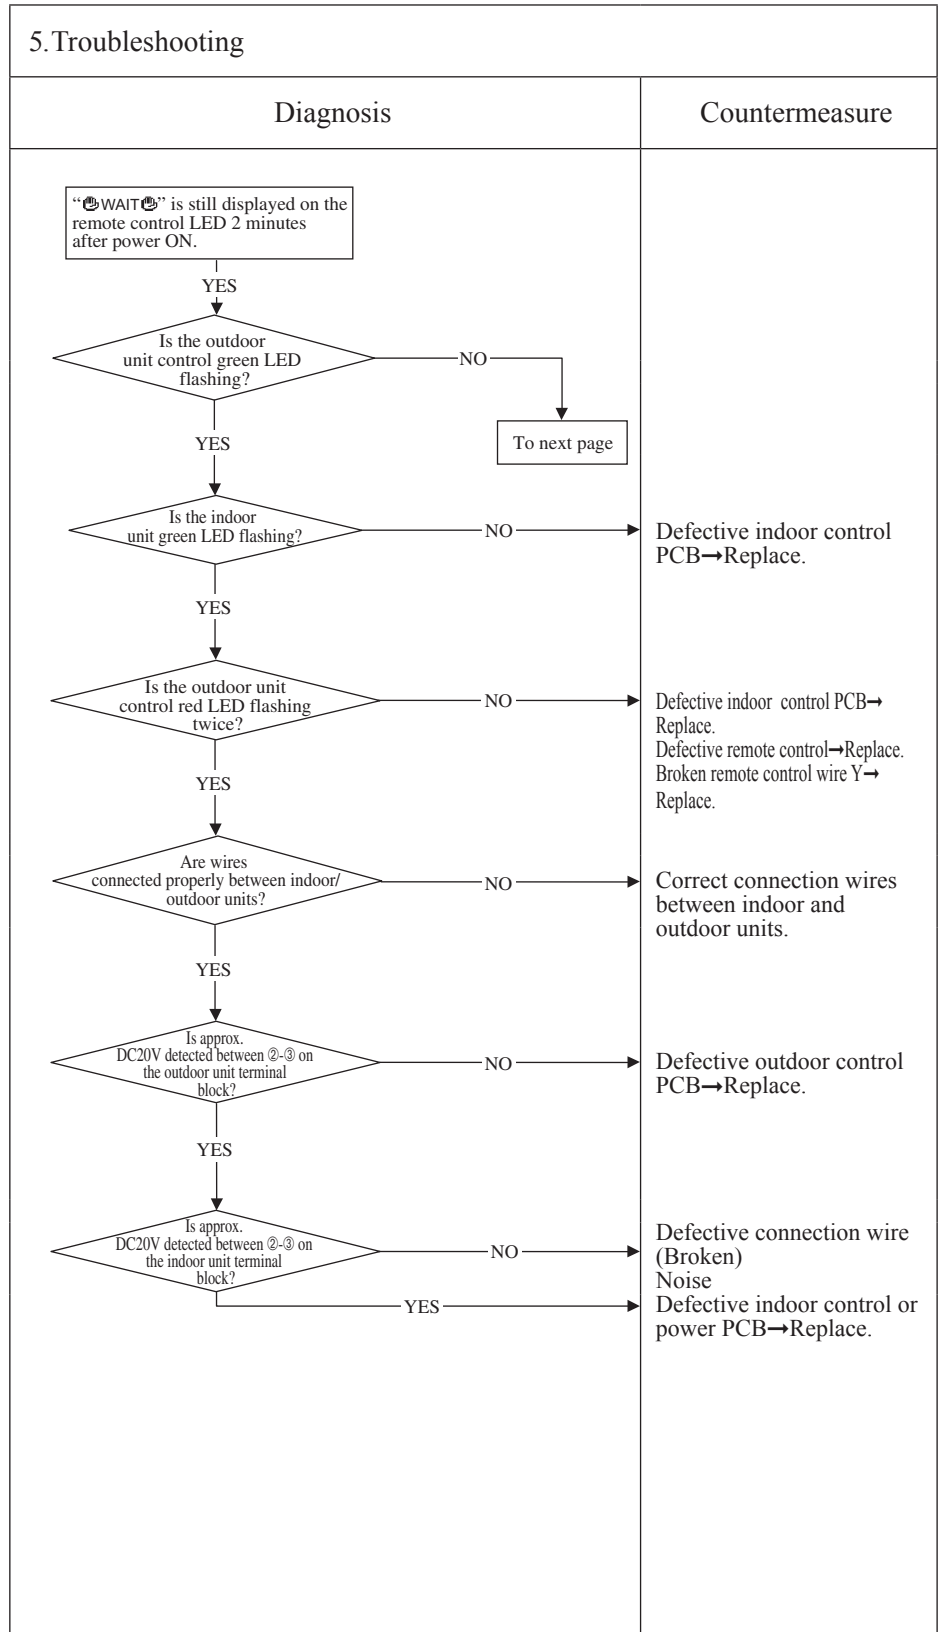 5.Troubleshooting
Diagnosis
Countermeasure
“WAIT” is still displayed on the
remote control LED 2 minutes
after power ON.
YES
Is the outdoor
unit control green LED
flashing?
NO
To next page
YES
Is the indoor
unit green LED flashing?
NO
Defective indoor control
PCB→Replace.
YES
Is the outdoor unit
control red LED flashing
twice?
NO
Defective indoor control PCB→
Replace.
Defective remote control→Replace.
Broken remote control wire Y→
Replace.
YES
Are wires
connected properly between indoor/
outdoor units?
NO
Correct connection wires
between indoor and
outdoor units.
YES
Is approx.
DC20V detected between ②-③ on
the outdoor unit terminal
block?
NO
Defective outdoor control
PCB→Replace.
YES
Is approx.
DC20V detected between ②-③ on
the indoor unit terminal
block?
NO
Defective connection wire
(Broken)
Noise
YES
Defective indoor control or
power PCB→Replace.